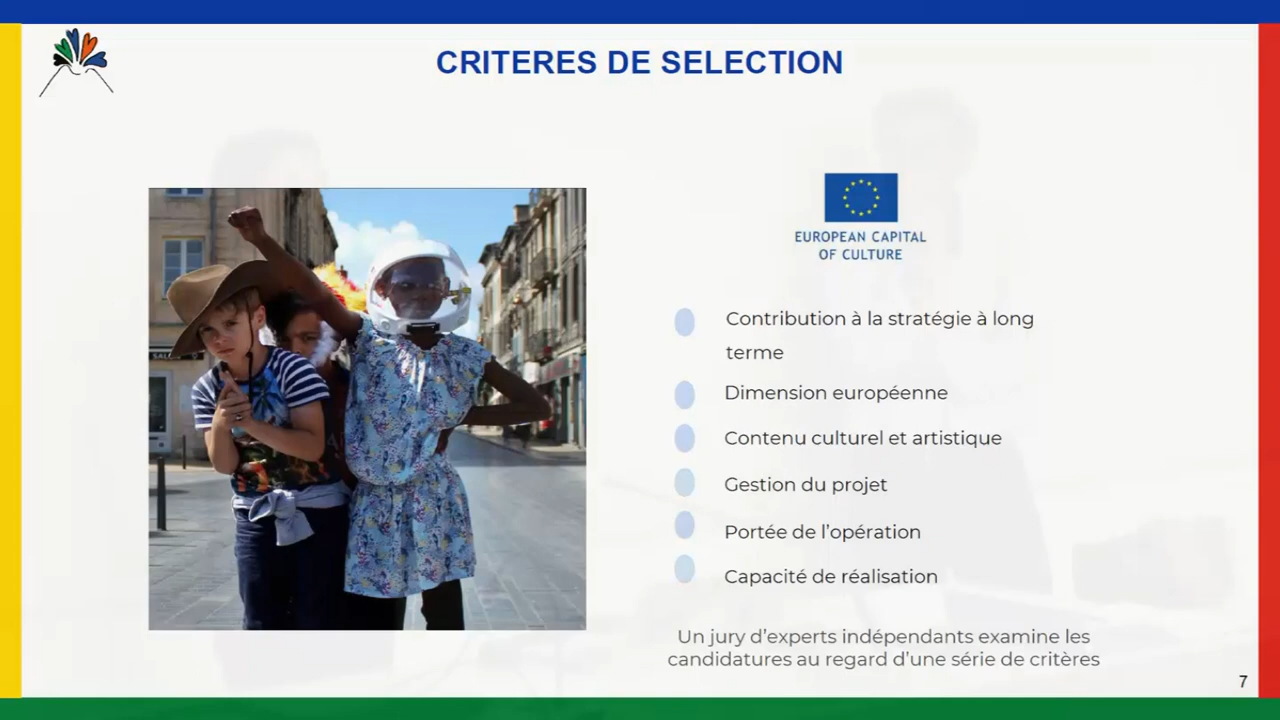 CRITERES DE SELECTION
EUROPEAN CAPITAL
OF CULTURE
Contribution à la stratégie à long
terme
Dimension européenne
Contenu culturel et artistique
Gestion du projet
Portée de l'opération
Capacité de réalisation
Un jury d'experts indépendants examine les
candidatures au regard d'une série de critères
7